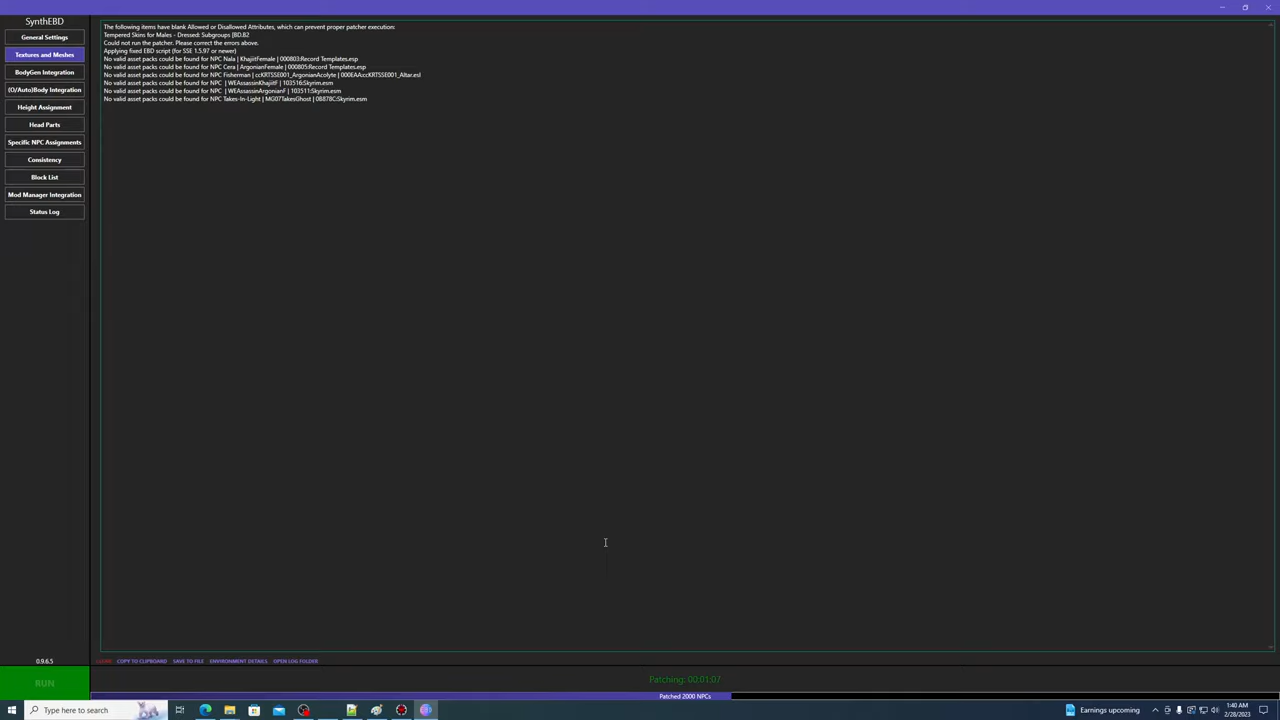 SynthEBD
General Settings
Textures and Meshes
BodyGen Integration
(O/Auto)Body Integration
Height Assignment
Head Parts
Specific NPC Assignments
Consistency
Block List
Mod Manager Integration
Status Log
The following items have blank Allowed or Disallowed Attributes, which can prevent proper patcher execution:
Tempered Skins for Males - Dressed: Subgroups [BD.B2
Could not run the patcher. Please correct the errors above.
Applying fixed EBD script (for SSE 1.5.97 or newer)
No valid asset packs could be found for NPC Nala | KhajiitFemale | 000803:Record Templates.esp
No valid asset packs could be found for NPC Cera | ArgonianFemale | 000805:Record Templates.esp
No valid asset packs could be found for NPC Fisherman | ccKRTSSE001_ArgonianAcolyte | 000EAA:ccKRTSSE001_Altar.esl
No valid asset packs could be found for NPC | WEAssassinKhajiitF | 103516:Skyrim.esm
No valid asset packs could be found for NPC | WEAssassinArgonianF | 103511:Skyrim.esm
No valid asset packs could be found for NPC Takes-In-Light | MG07TakesGhost | 0B878C:Skyrim.esm
0.9.6.5
COPY TO CLIPBOARD SAVE TO FILE ENVIRONMENT DETAILS OPEN LOG FOLDER
RUN
Patching: 00:01:07
Patched 2000 NPCs
Type here to search
Earnings upcoming
1:40 AM
2/28/2023